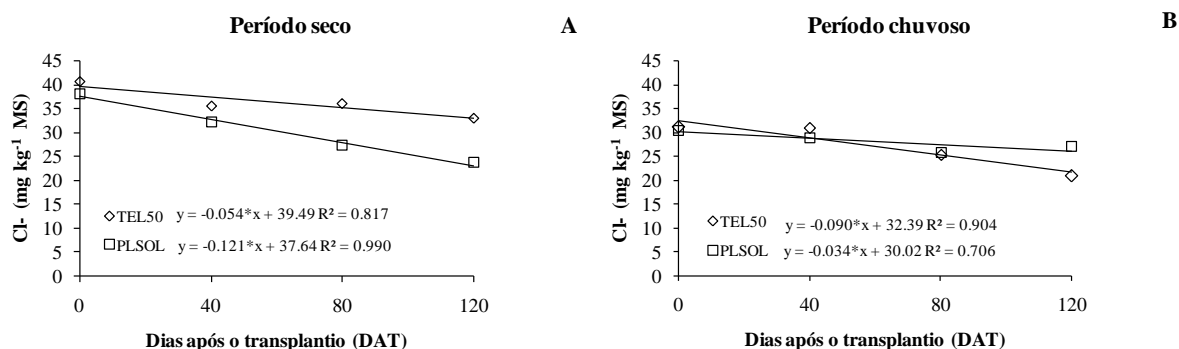 Período seco
A
Cl- (mg kg-1 MS)
45
40
35
30
25
20
15
10
5
0
TEL50 y = -0.054*x + 39.49 R² = 0.817
PLSOL y = -0.121*x + 37.64 R² = 0.990
0 40 80 120
Dias após o transplantio (DAT)
Período chuvoso
B
Cl- (mg kg-1 MS)
45
40
35
30
25
20
15
10
5
0
TEL50 y = -0.090*x + 32.39 R² = 0.904
PLSOL y = -0.034*x + 30.02 R² = 0.706
0 40 80 120
Dias após o transplantio (DAT)